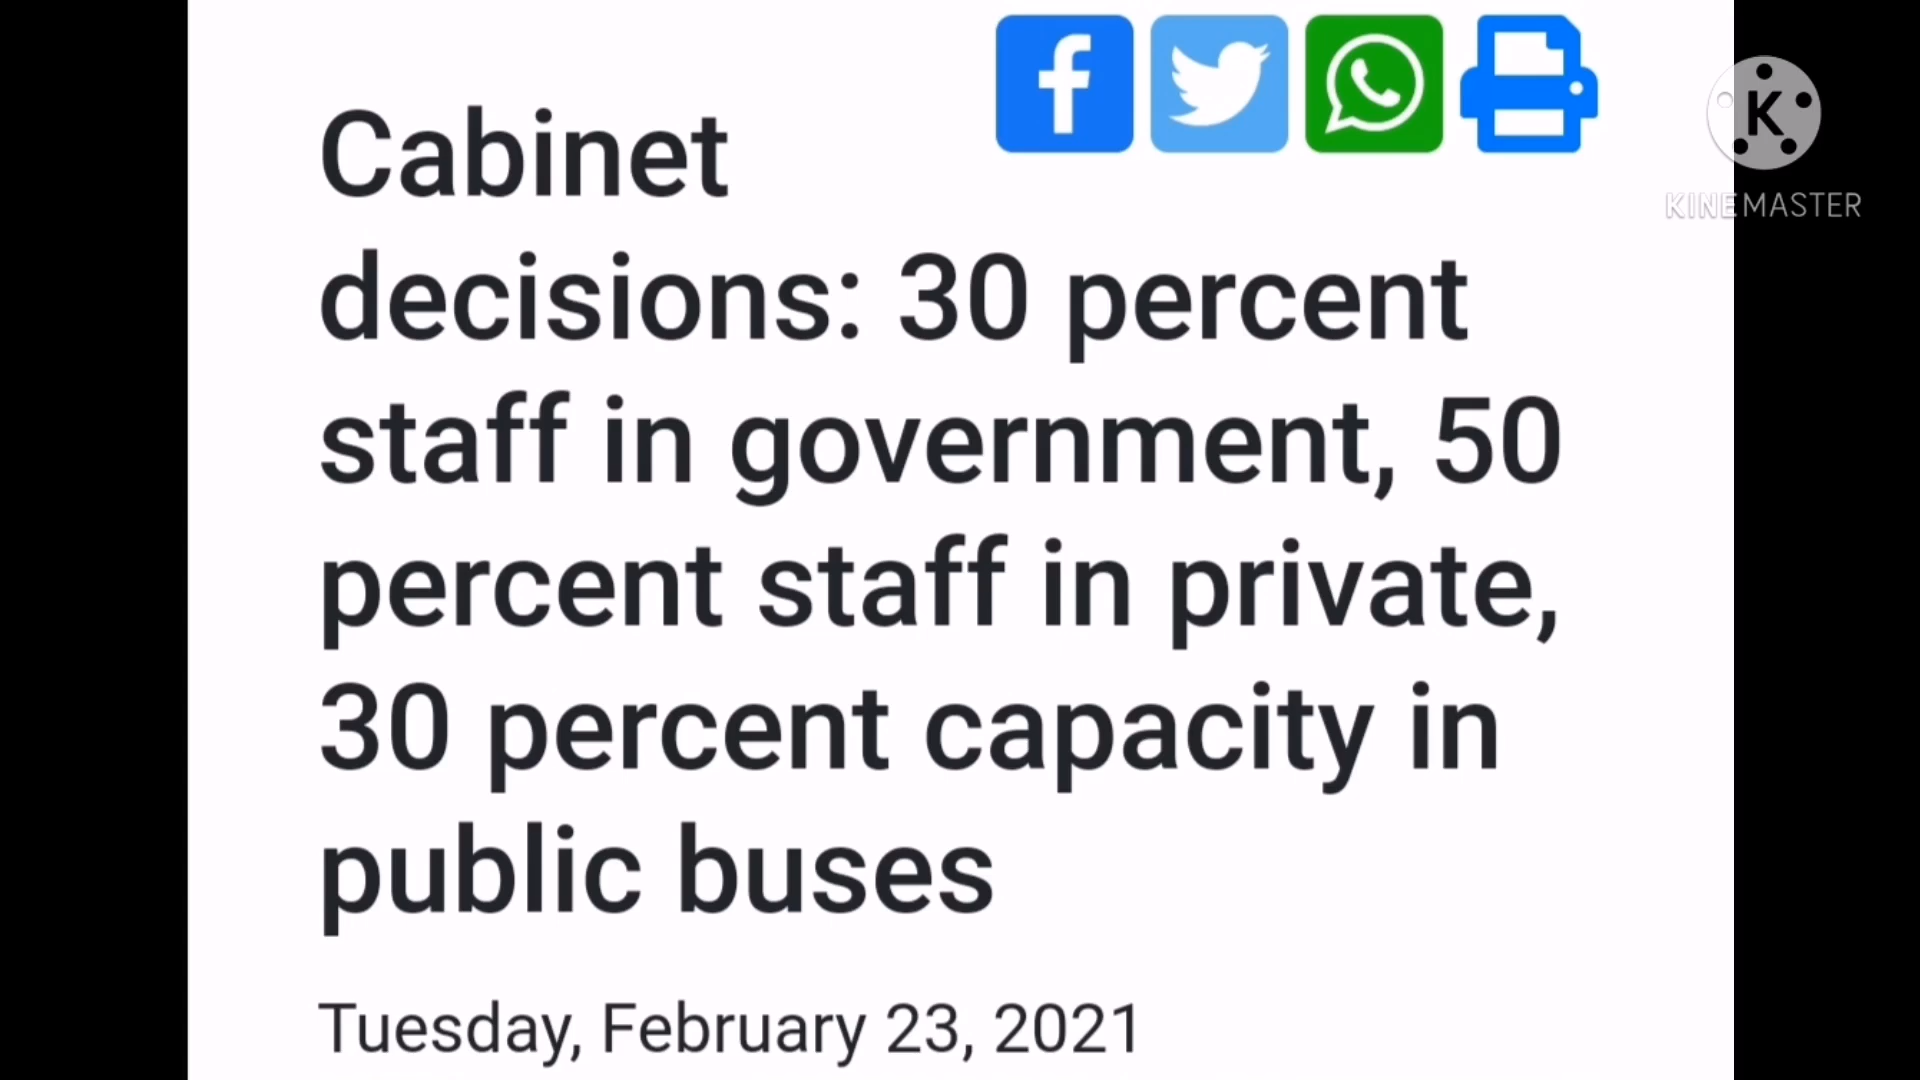 Cabinet
decisions: 30 percent
staff in government, 50
percent staff in private,
30 percent capacity in
public buses
Tuesday, February 23, 2021
K
KINEMASTER